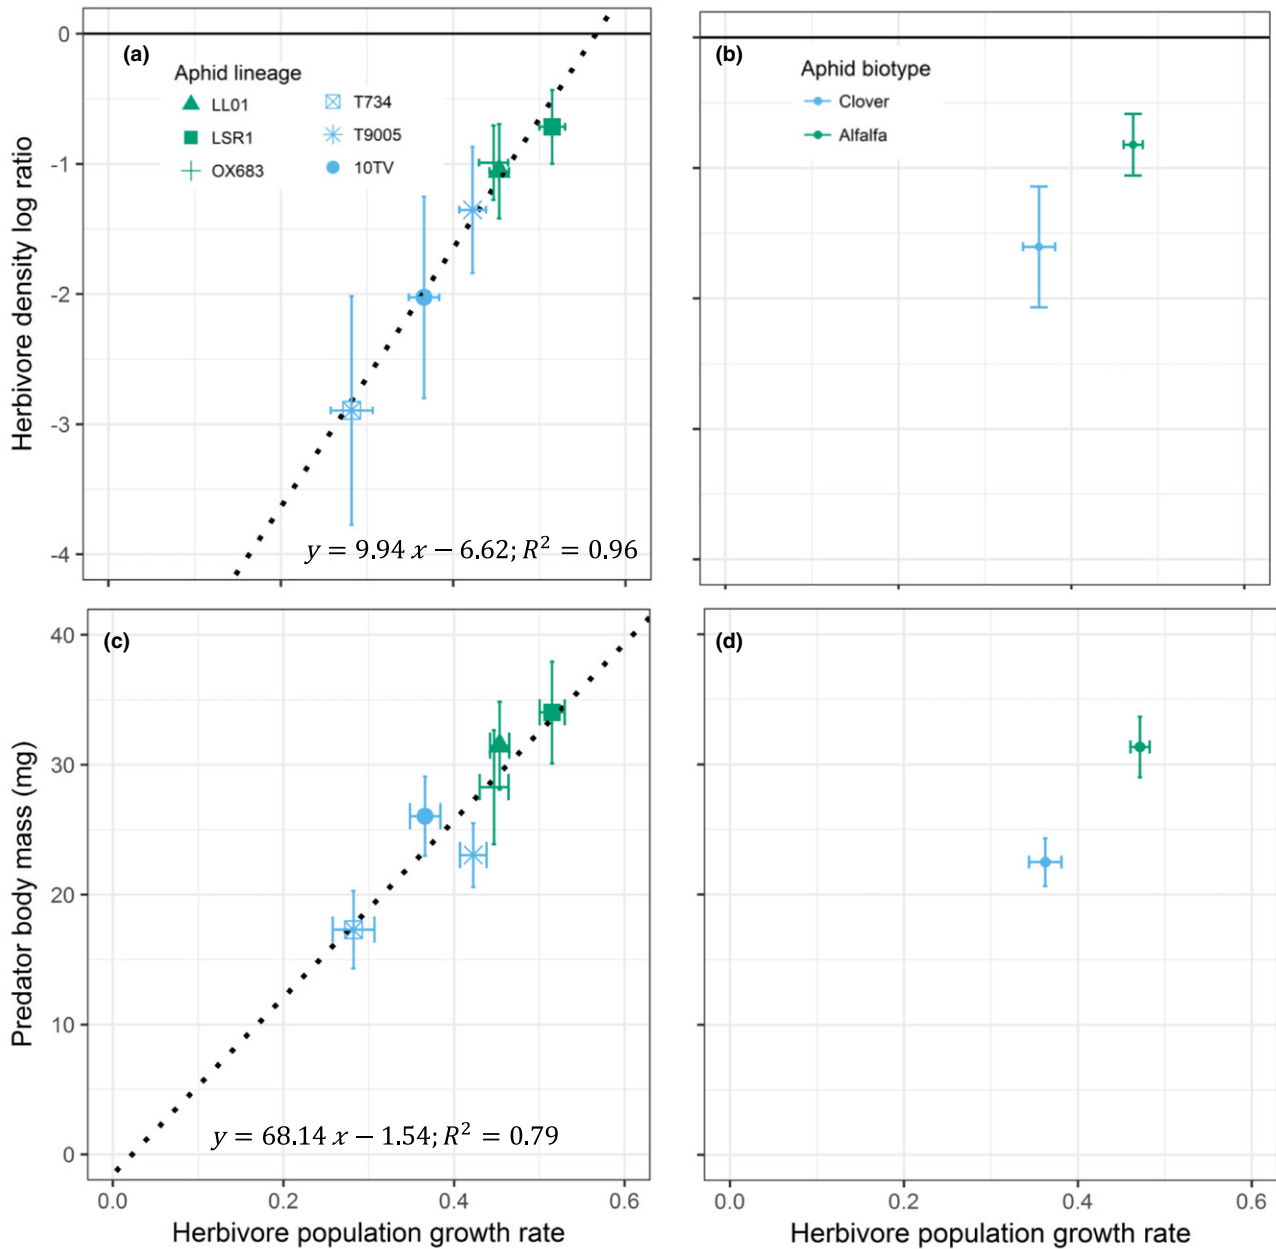 (a)
Aphid lineage
LL01
LSR1
OX683
T734
T9005
10TV
0
-1
-2
-3
-4
Herbivore density log ratio
y = 9.94 x − 6.62; R² = 0.96
(b)
Aphid biotype
Clover
Alfalfa
(c)
40
30
20
10
0
Predator body mass (mg)
y = 68.14 x − 1.54; R² = 0.79
0.0 0.2 0.4 0.6
Herbivore population growth rate
(d)
0.0 0.2 0.4 0.6
Herbivore population growth rate